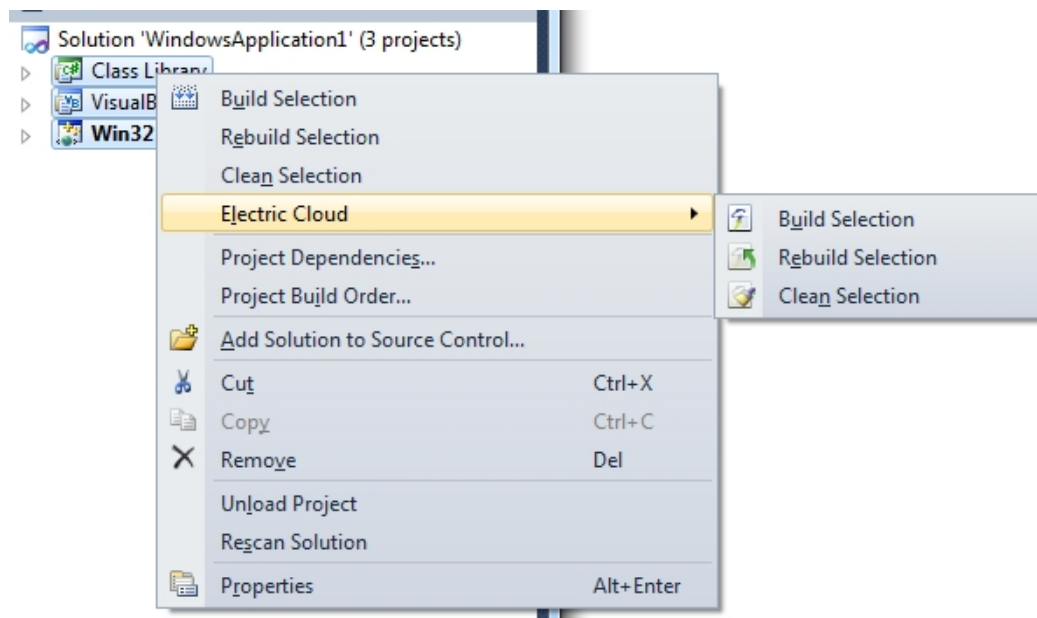 Solution 'WindowsApplication1' (3 projects)
Class Library
VisualB
Win32
Build Selection
Rebuild Selection
Clean Selection
Electric Cloud
Project Dependencies...
Project Build Order...
Add Solution to Source Control...
Cut Ctrl+X
Copy Ctrl+C
Remove Del
Unload Project
Rescan Solution
Properties Alt+Enter
Build Selection
Rebuild Selection
Clean Selection